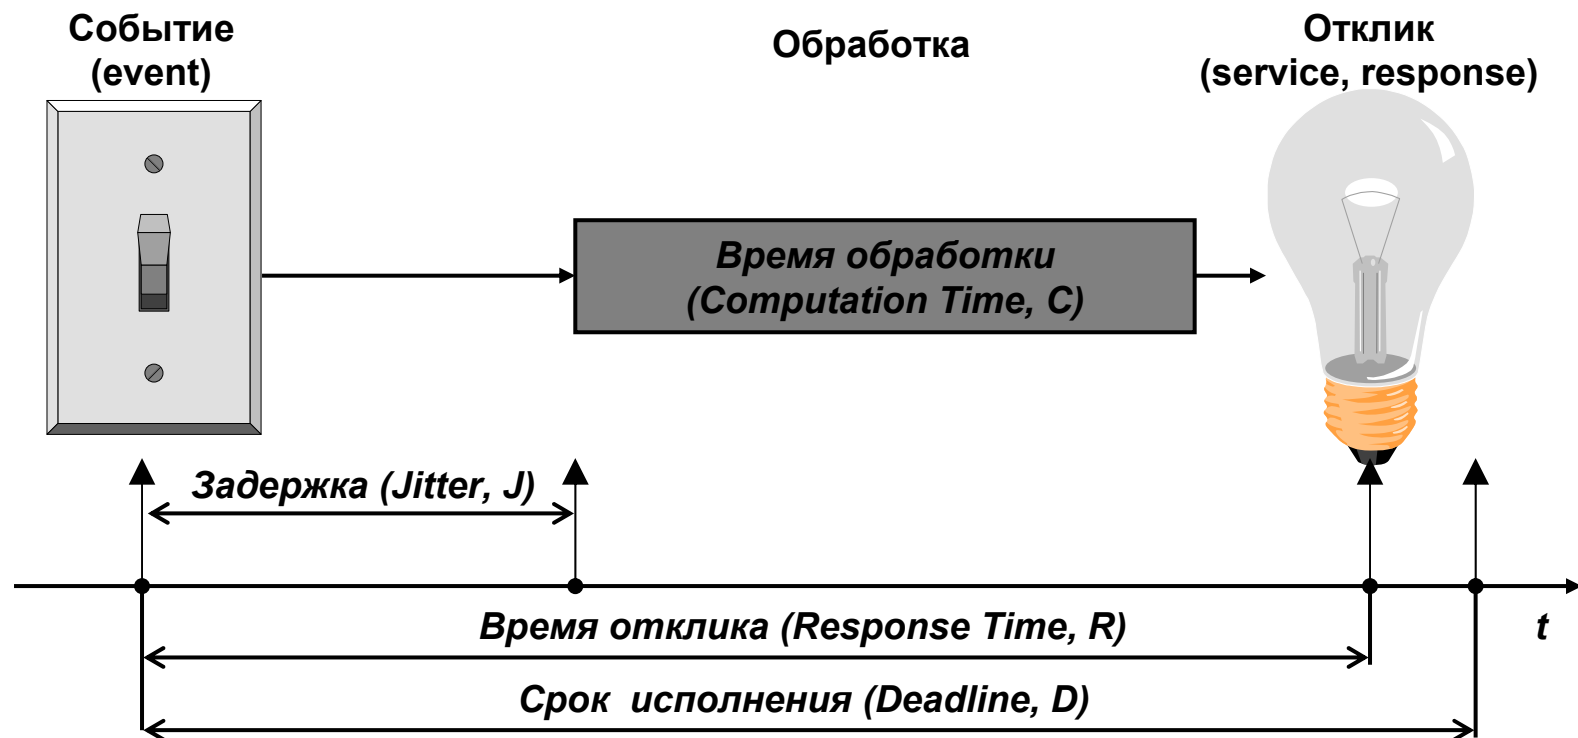 Событие
(event)
Обработка
Отклик
(service, response)
Время обработки
(Computation Time, C)
Задержка (Jitter, J)
Время отклика (Response Time, R)
t
Срок исполнения (Deadline, D)